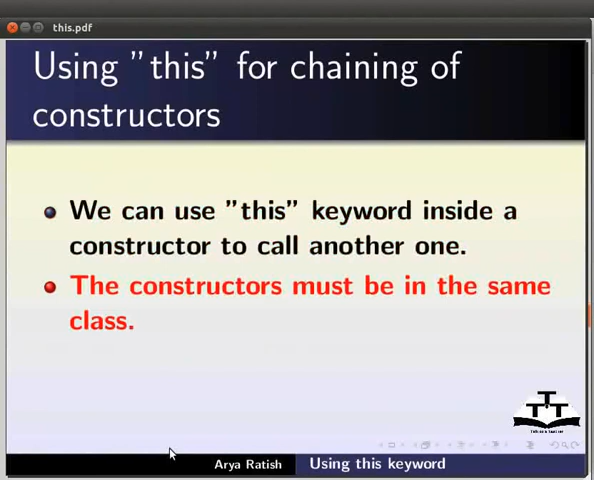 this.pdf
Using "this" for chaining of
constructors
We can use "this" keyword inside a
constructor to call another one.
The constructors must be in the same
class.
Arya Ratish
Using this keyword